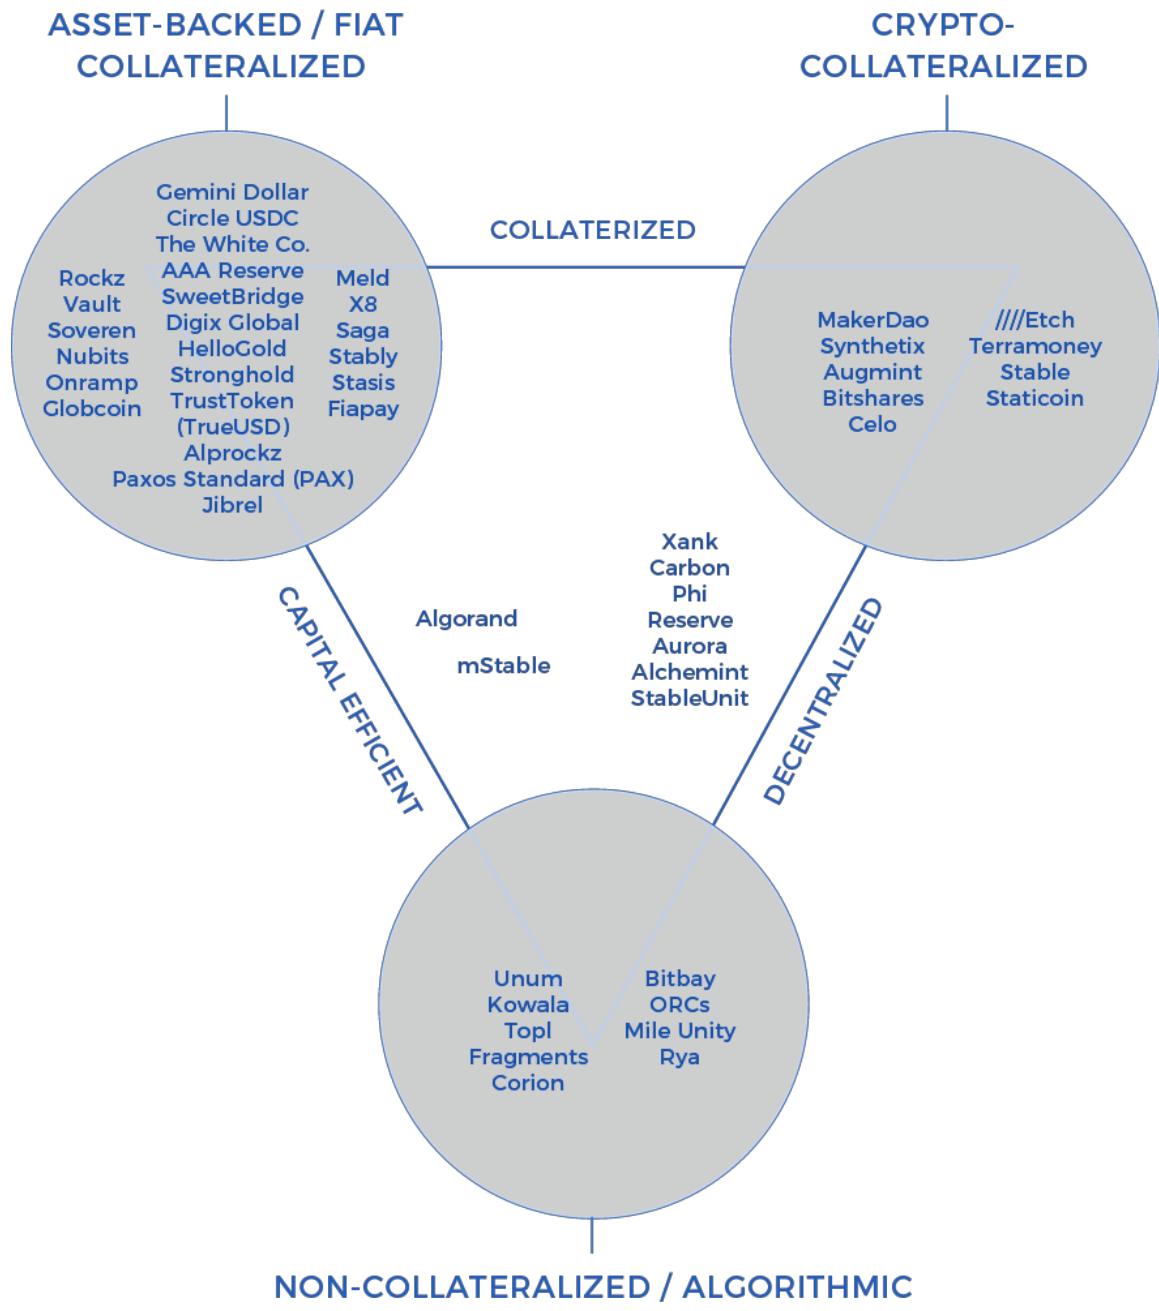 ASSET-BACKED / FIAT
COLLATERALIZED
CRYPTO-
COLLATERALIZED
Gemini Dollar
Circle USDC
The White Co.
AAA Reserve
SweetBridge
Digix Global
HelloGold
Stronghold
TrustToken
(TrueUSD)
Alprockz
Paxos Standard (PAX)
Jibrel
Rockz
Vault
Soveren
Nubits
Onramp
Globcoin
Meld
X8
Saga
Stably
Stasis
Fiapay
COLLATERIZED
MakerDao
Synthetix
Augmint
Bitshares
Celo
////Etch
Terramoney
Stable
Staticoin
CAPITAL EFFICIENT
Algorand
mStable
Xank
Carbon
Phi
Reserve
Aurora
Alchemint
StableUnit
DECENTRALIZED
Unum
Kowala
Topl
Fragments
Corion
Bitbay
ORCs
Mile Unity
Rya
NON-COLLATERALIZED / ALGORITHMIC